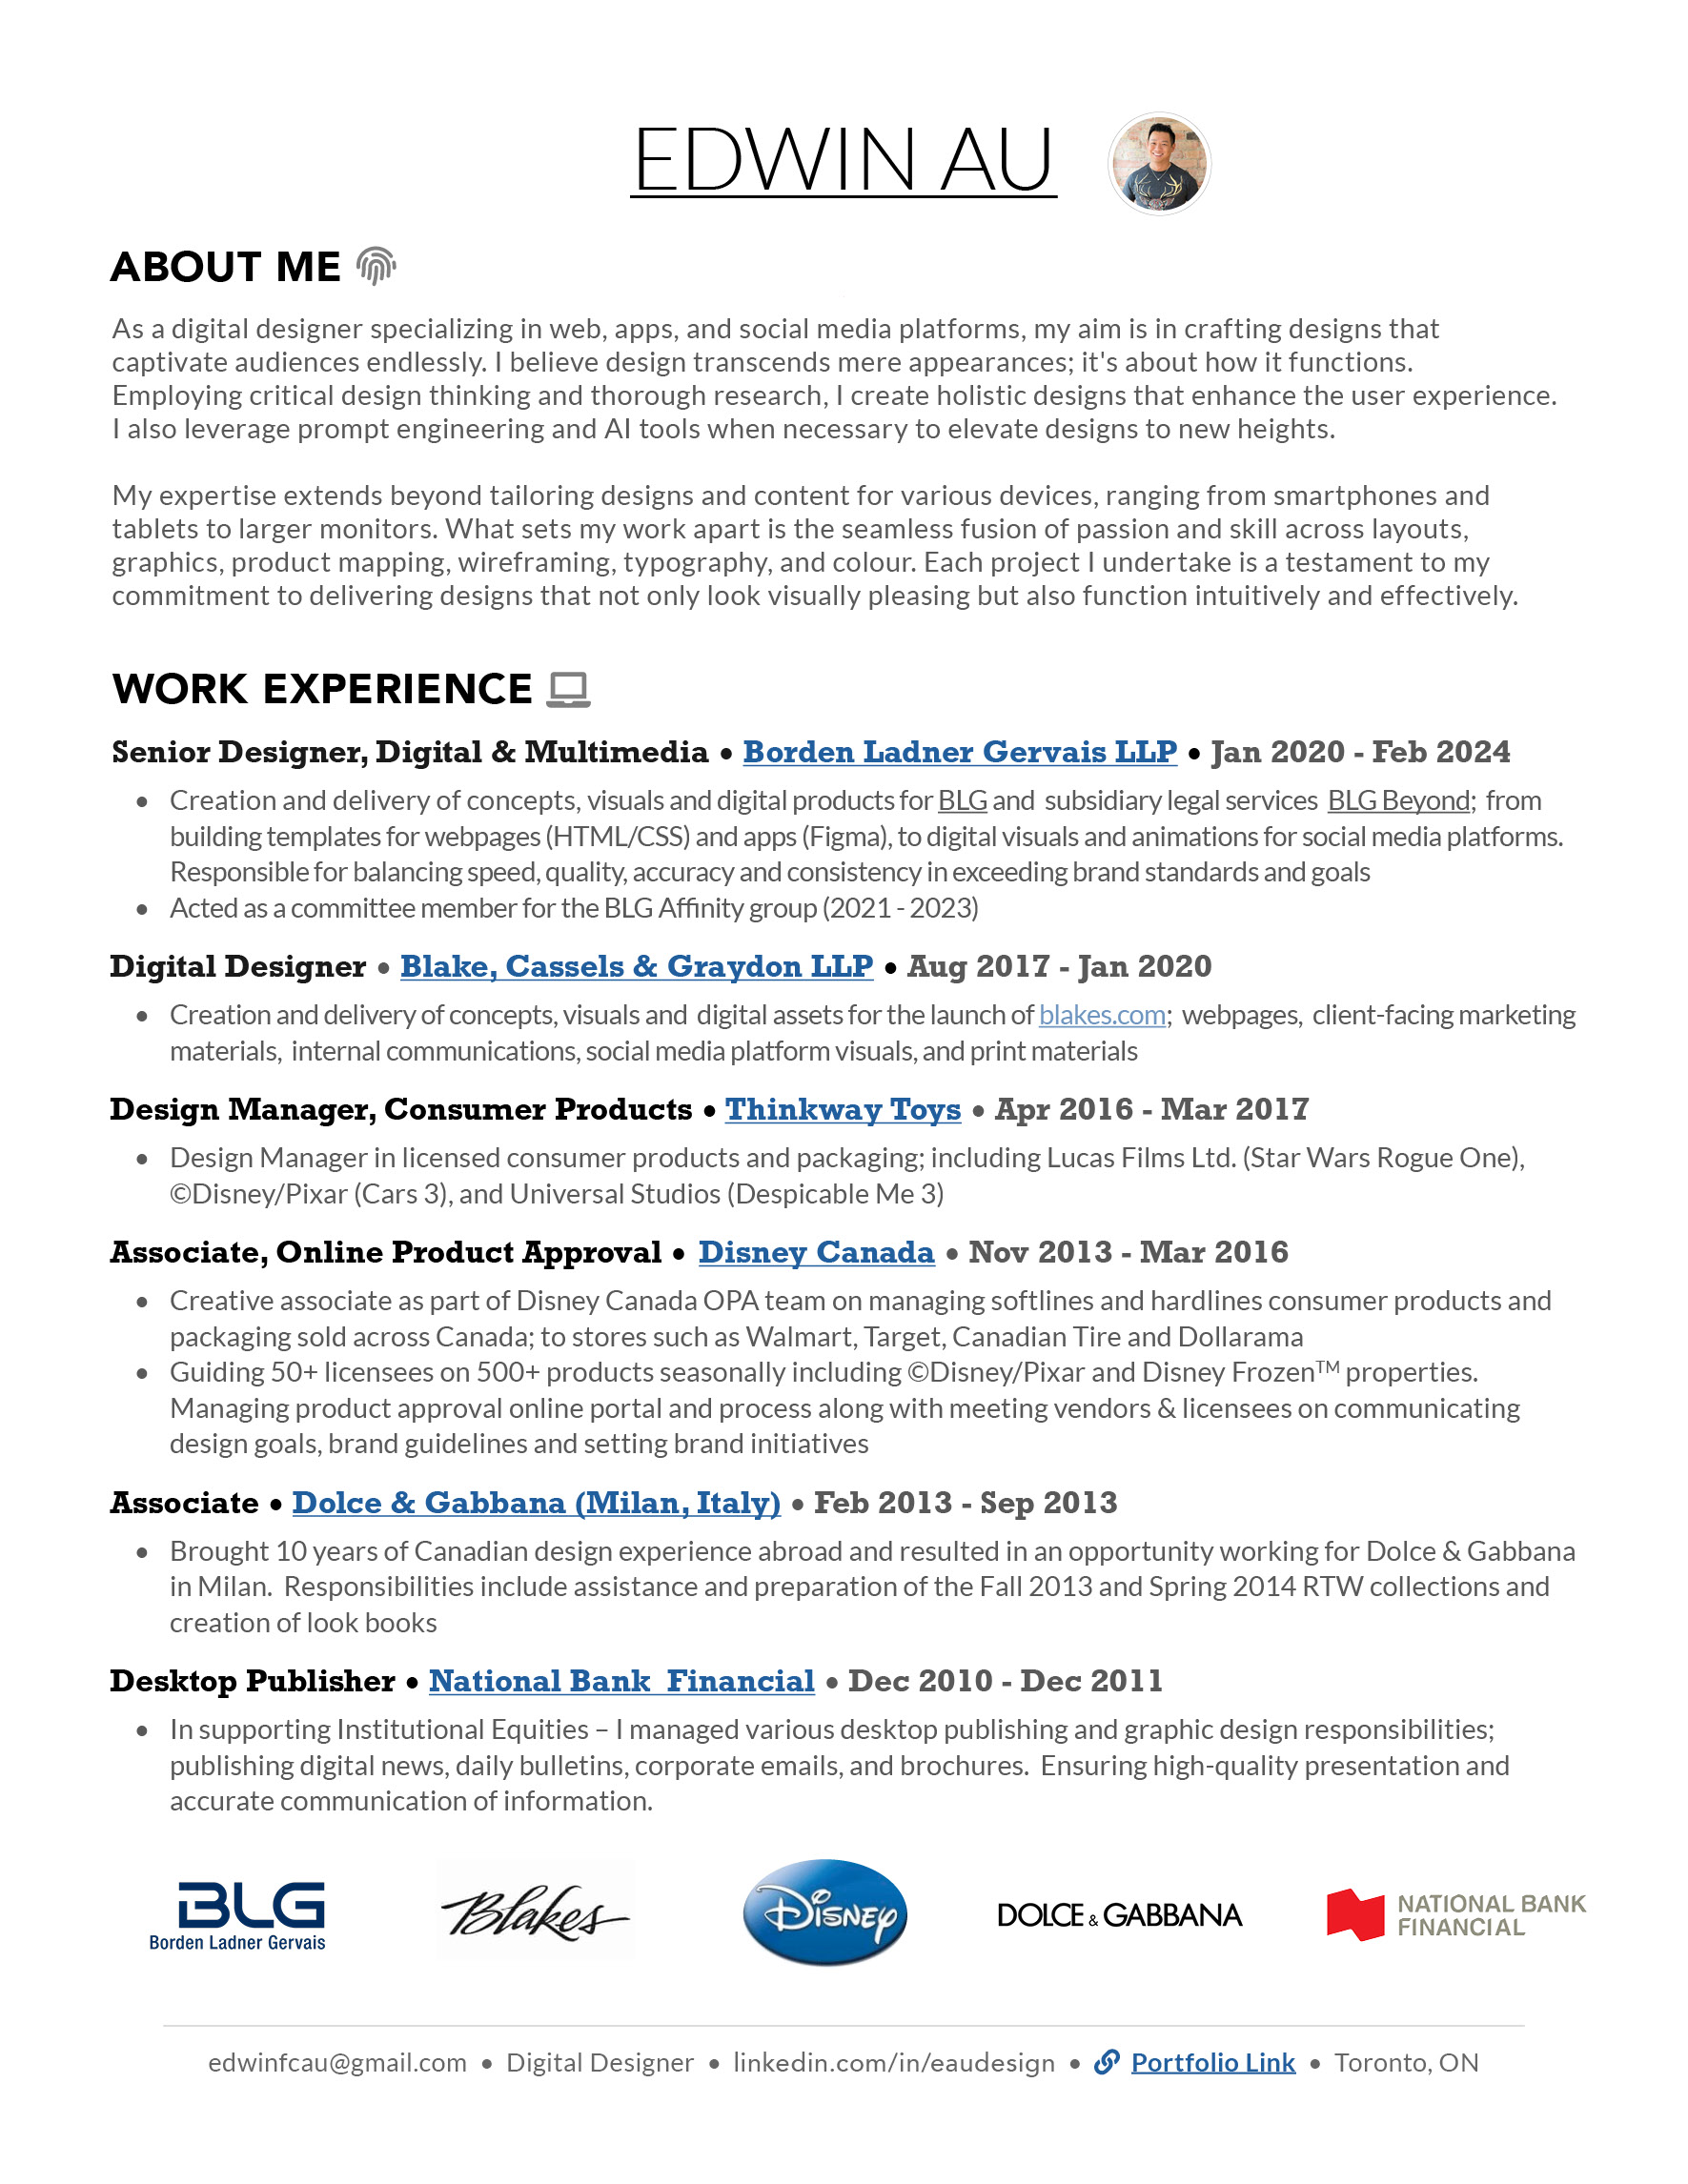 EDWIN AU
ABOUT ME
As a digital designer specializing in web, apps, and social media platforms, my aim is in crafting designs that
captivate audiences endlessly. I believe design transcends mere appearances; it's about how it functions.
Employing critical design thinking and thorough research, I create holistic designs that enhance the user experience.
I also leverage prompt engineering and AI tools when necessary to elevate designs to new heights.
My expertise extends beyond tailoring designs and content for various devices, ranging from smartphones and
tablets to larger monitors. What sets my work apart is the seamless fusion of passion and skill across layouts,
graphics, product mapping, wireframing, typography, and colour. Each project I undertake is a testament to my
commitment to delivering designs that not only look visually pleasing but also function intuitively and effectively.
WORK EXPERIENCE
Senior Designer, Digital & Multimedia • Borden Ladner Gervais LLP • Jan 2020 - Feb 2024
• Creation and delivery of concepts, visuals and digital products for BLG and subsidiary legal services BLG Beyond; from
building templates for webpages (HTML/CSS) and apps (Figma), to digital visuals and animations for social media platforms.
Responsible for balancing speed, quality, accuracy and consistency in exceeding brand standards and goals
• Acted as a committee member for the BLG Affinity group (2021 - 2023)
Digital Designer • Blake, Cassels & Graydon LLP • Aug 2017 - Jan 2020
• Creation and delivery of concepts, visuals and digital assets for the launch of blakes.com; webpages, client-facing marketing
materials, internal communications, social media platform visuals, and print materials
Design Manager, Consumer Products • Thinkway Toys • Apr 2016 - Mar 2017
• Design Manager in licensed consumer products and packaging; including Lucas Films Ltd. (Star Wars Rogue One),
©Disney/Pixar (Cars 3), and Universal Studios (Despicable Me 3)
Associate, Online Product Approval • Disney Canada • Nov 2013 - Mar 2016
• Creative associate as part of Disney Canada OPA team on managing softlines and hardlines consumer products and
packaging sold across Canada; to stores such as Walmart, Target, Canadian Tire and Dollarama
• Guiding 50+ licensees on 500+ products seasonally including ©Disney/Pixar and Disney Frozen™ properties.
Managing product approval online portal and process along with meeting vendors & licensees on communicating
design goals, brand guidelines and setting brand initiatives
Associate • Dolce & Gabbana (Milan, Italy) • Feb 2013 - Sep 2013
• Brought 10 years of Canadian design experience abroad and resulted in an opportunity working for Dolce & Gabbana
in Milan. Responsibilities include assistance and preparation of the Fall 2013 and Spring 2014 RTW collections and
creation of look books
Desktop Publisher • National Bank Financial • Dec 2010 - Dec 2011
• In supporting Institutional Equities – I managed various desktop publishing and graphic design responsibilities;
publishing digital news, daily bulletins, corporate emails, and brochures. Ensuring high-quality presentation and
accurate communication of information.
BLG
Borden Ladner Gervais
Blakes
DISNEY
DOLCE & GABBANA
NATIONAL BANK
FINANCIAL
edwinfcau@gmail.com • Digital Designer • linkedin.com/in/eaudesign • Portfolio Link • Toronto, ON